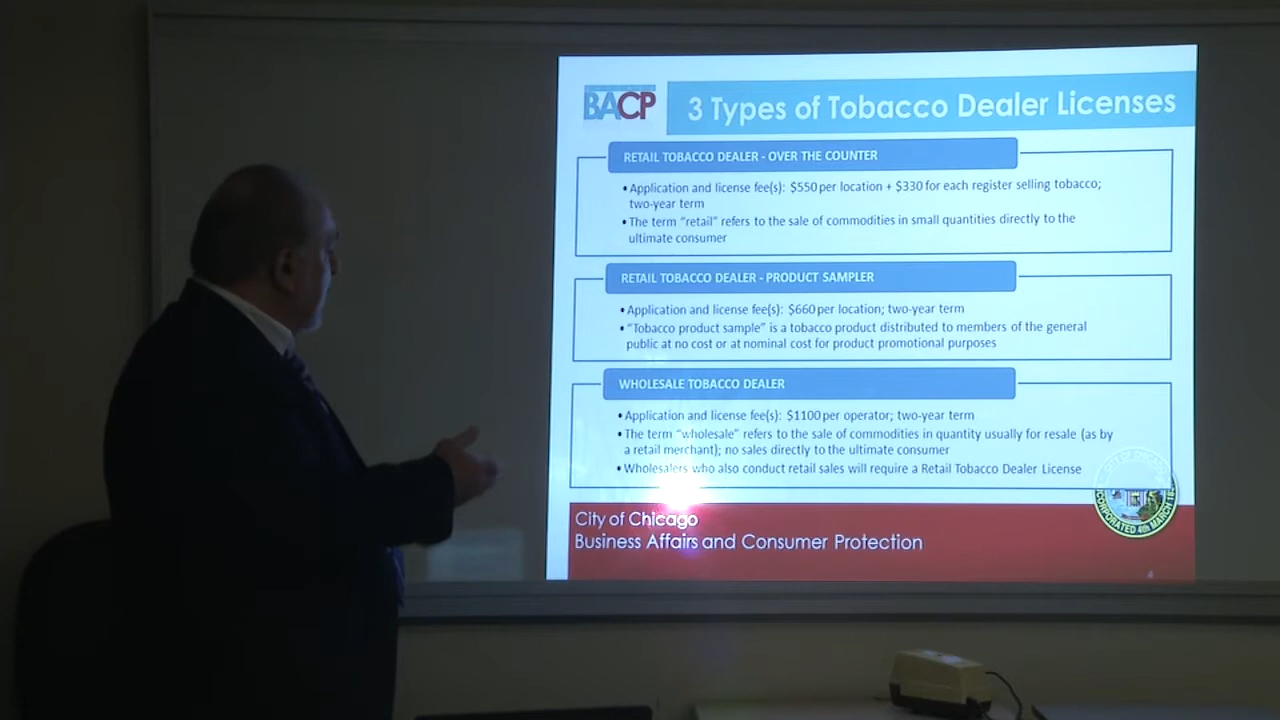 BACP
3 Types of Tobacco Dealer Licenses
RETAIL TOBACCO DEALER - OVER THE COUNTER
• Application and license fee(s): $550 per location + $330 for each register selling tobacco;
two-year term
• The term “retail” refers to the sale of commodities in small quantities directly to the
ultimate consumer
RETAIL TOBACCO DEALER - PRODUCT SAMPLER
• Application and license fee(s): $660 per location; two-year term
• “Tobacco product sample” is a tobacco product distributed to members of the general
public at no cost or at nominal cost for product promotional purposes
WHOLESALE TOBACCO DEALER
• Application and license fee(s): $1100 per operator; two-year term
• The term “wholesale” refers to the sale of commodities in quantity usually for resale (as by
a retail merchant); no sales directly to the ultimate consumer
• Wholesalers who also conduct retail sales will require a Retail Tobacco Dealer License
CITY OF CHICAGO
INCORPORATED 4th MARCH
City of Chicago
Business Affairs and Consumer Protection
4